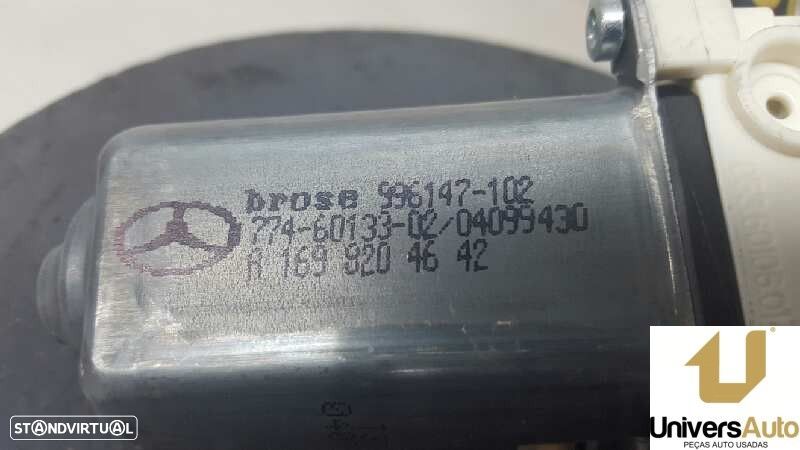 brose 996147-102
774-60133-02/04099430
A 169 820 46 42
STANDVIRTUAL
UniversAuto
PEÇAS AUTO USADAS